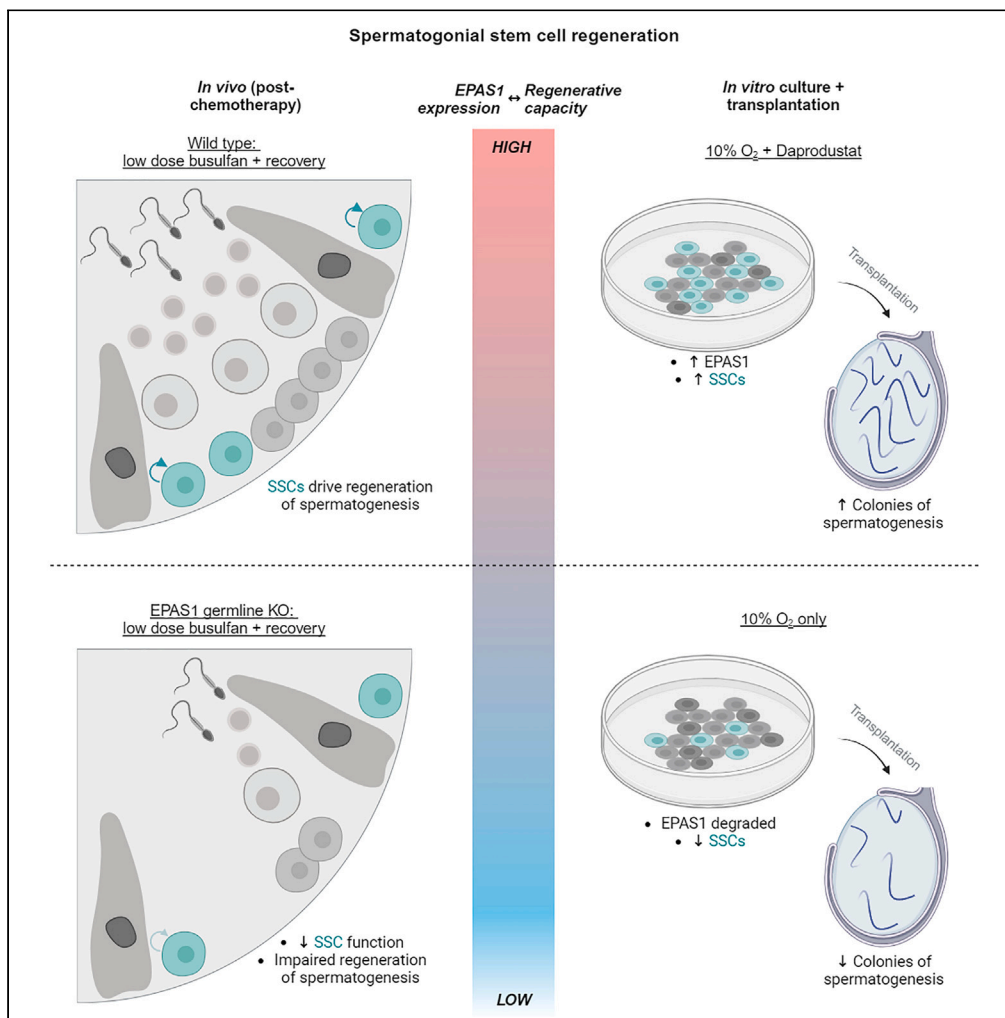 Spermatogonial stem cell regeneration
In vivo (post-
chemotherapy)
EPAS1 ↔ Regenerative
expression capacity
In vitro culture +
transplantation
Wild type:
low dose busulfan + recovery
HIGH
10% O₂ + Daprodustat
Transplantation
• ↑ EPAS1
• ↑ SSCs
SSCs drive regeneration
of spermatogenesis
↑ Colonies of
spermatogenesis
EPAS1 germline KO:
low dose busulfan + recovery
10% O₂ only
Transplantation
• EPAS1 degraded
• ↓ SSCs
• ↓ SSC function
• Impaired regeneration
of spermatogenesis
↓ Colonies of
spermatogenesis
LOW